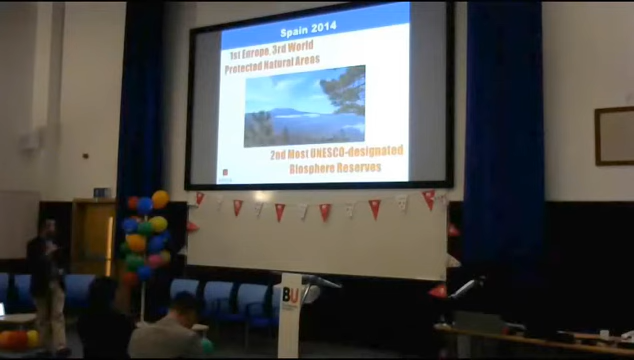 Spain 2014
1st Europe, 3rd World
Protected Natural Areas
2nd Most UNESCO-designated
Biosphere Reserves
BU